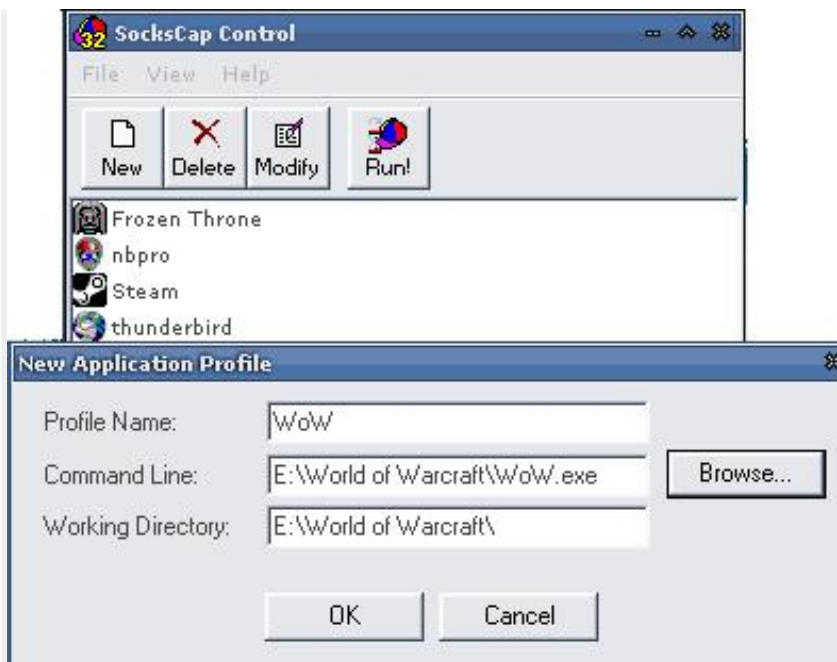 32 SocksCap Control
File View Help
New Delete Modify Run!
Frozen Throne
nbpro
Steam
thunderbird
New Application Profile
Profile Name: WoW
Command Line: E:\World of Warcraft\WoW.exe Browse...
Working Directory: E:\World of Warcraft\
OK Cancel